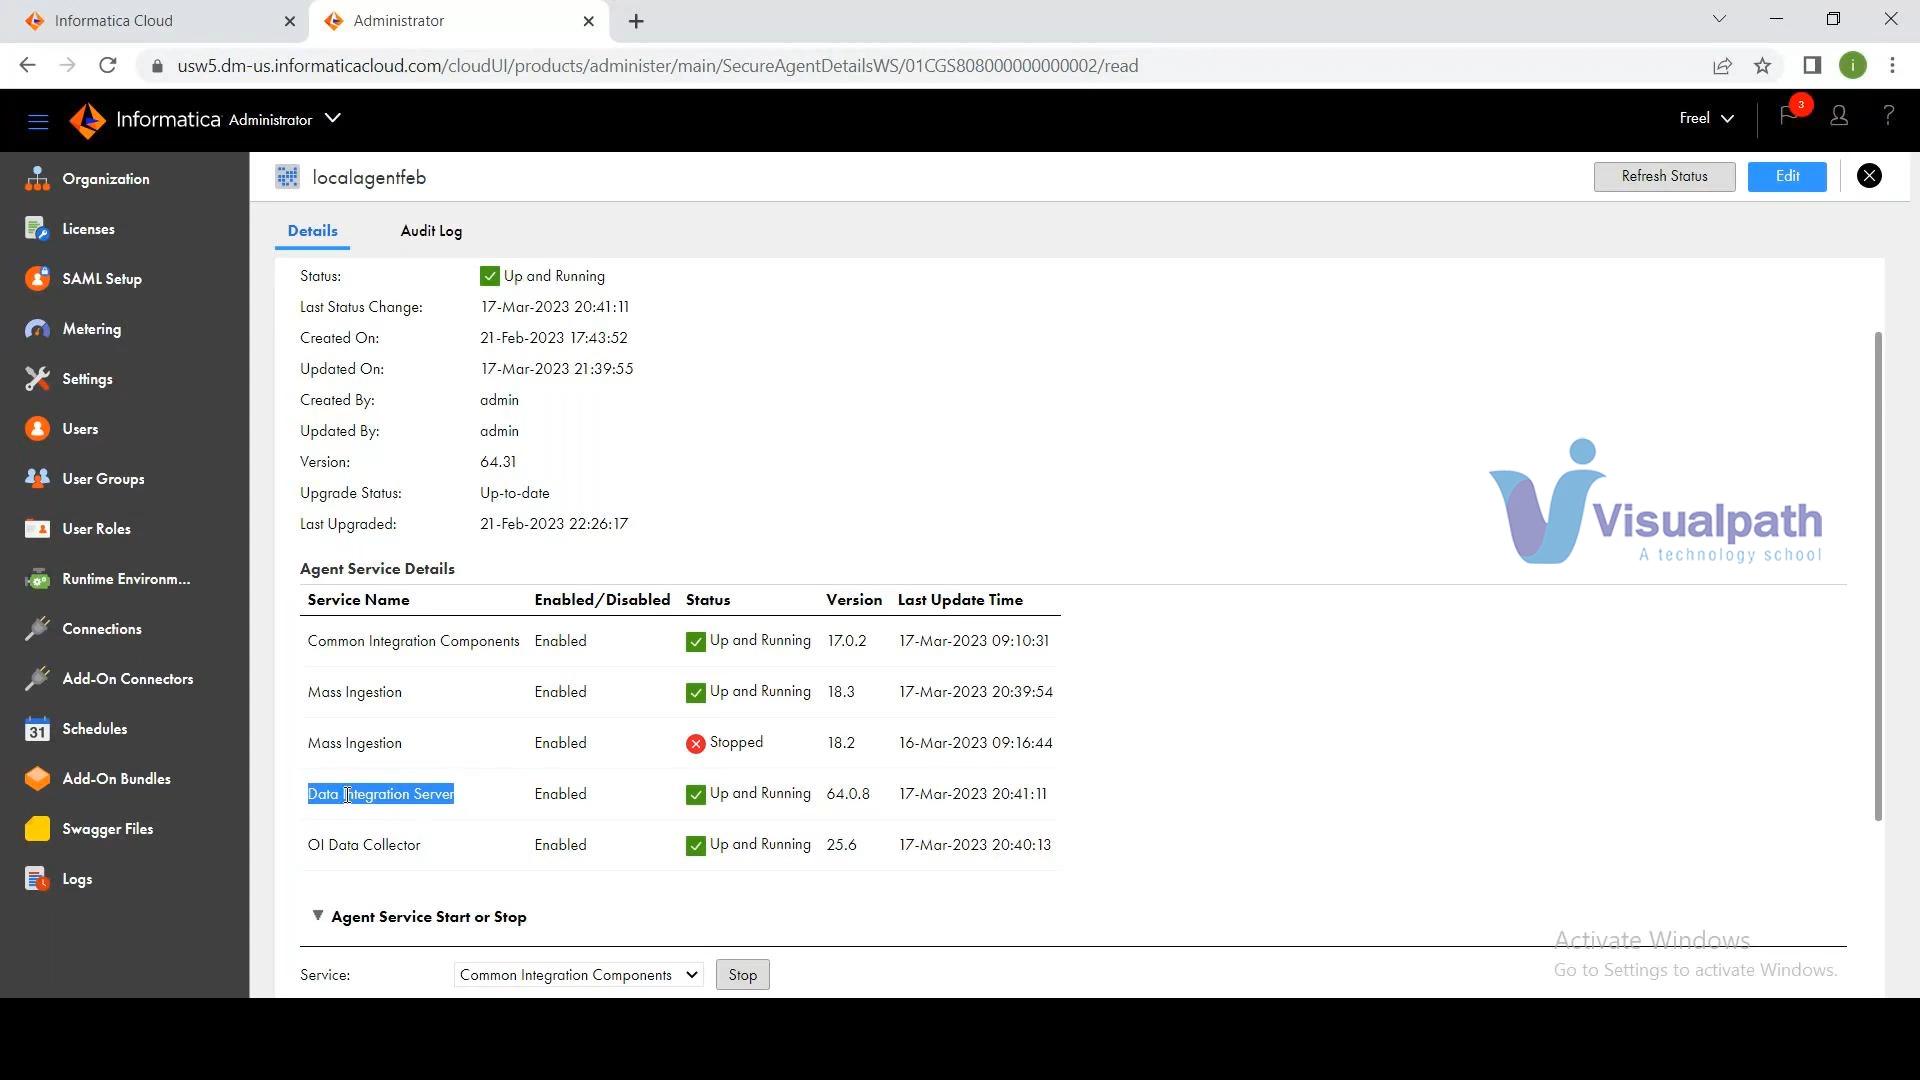 Informatica Cloud
Administrator
usw5.dm-us.informaticacloud.com/cloudUI/products/administer/main/SecureAgentDetailsWS/01CGS808000000000002/read
i
Informatica Administrator
Freel
3
?
Organization
Licenses
SAML Setup
Metering
Settings
Users
User Groups
User Roles
Runtime Environm...
Connections
Add-On Connectors
31 Schedules
Add-On Bundles
Swagger Files
Logs
localagentfeb
Refresh Status
Edit
Details
Audit Log
Status: Up and Running
Last Status Change: 17-Mar-2023 20:41:11
Created On: 21-Feb-2023 17:43:52
Updated On: 17-Mar-2023 21:39:55
Created By: admin
Updated By: admin
Version: 64.31
Upgrade Status: Up-to-date
Last Upgraded: 21-Feb-2023 22:26:17
Visualpath
A technology school
Agent Service Details
Service Name Enabled/Disabled Status Version Last Update Time
Common Integration Components Enabled Up and Running 17.0.2 17-Mar-2023 09:10:31
Mass Ingestion Enabled Up and Running 18.3 17-Mar-2023 20:39:54
Mass Ingestion Enabled Stopped 18.2 16-Mar-2023 09:16:44
Data Integration Server Enabled Up and Running 64.0.8 17-Mar-2023 20:41:11
OI Data Collector Enabled Up and Running 25.6 17-Mar-2023 20:40:13
Agent Service Start or Stop
Service: Common Integration Components Stop
Activate Windows
Go to Settings to activate Windows.